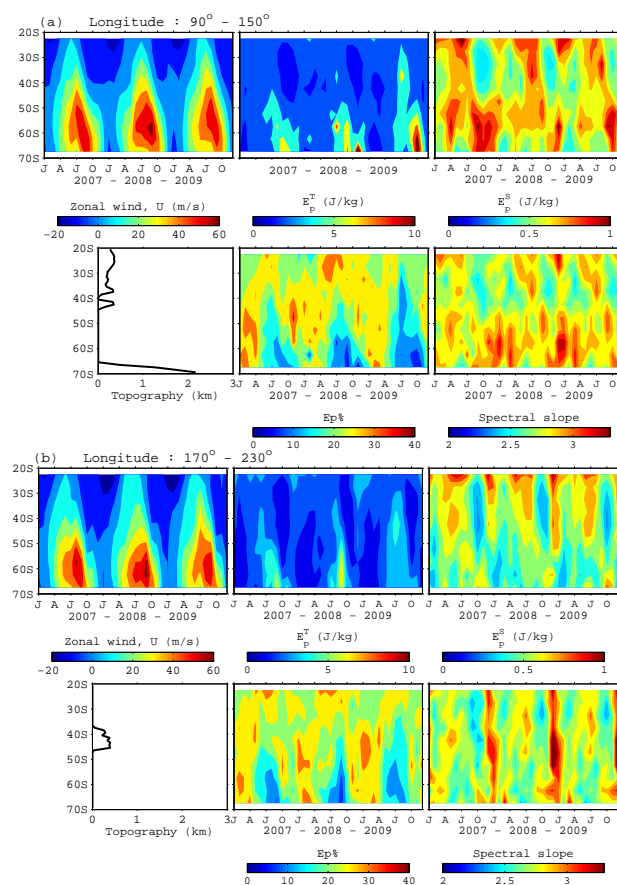 (a) Longitude : 90° – 150°
20S
30S
40S
50S
60S
70S
J A J O J A J O J A J O
J A J O J A J O J A J O
J A J O J A J O J A J O
2007 – 2008 – 2009
2007 – 2008 – 2009
2007 – 2008 – 2009
Zonal wind, U (m/s)
E_p^T (J/kg)
E_p^S (J/kg)
−20 0 20 40 60
0 5 10
0 0.5 1
20S
30S
40S
50S
60S
70S
0 1 2 3
Topography (km)
J A J O J A J O J A J O
J A J O J A J O J A J O
2007 – 2008 – 2009
2007 – 2008 – 2009
Ep%
Spectral slope
0 10 20 30 40
2 2.5 3
(b) Longitude : 170° – 230°
20S
30S
40S
50S
60S
70S
J A J O J A J O J A J O
J A J O J A J O J A J O
J A J O J A J O J A J O
2007 – 2008 – 2009
2007 – 2008 – 2009
2007 – 2008 – 2009
Zonal wind, U (m/s)
E_p^T (J/kg)
E_p^S (J/kg)
−20 0 20 40 60
0 5 10
0 0.5 1
20S
30S
40S
50S
60S
70S
0 1 2 3
Topography (km)
J A J O J A J O J A J O
J A J O J A J O J A J O
2007 – 2008 – 2009
2007 – 2008 – 2009
Ep%
Spectral slope
0 10 20 30 40
2 2.5 3